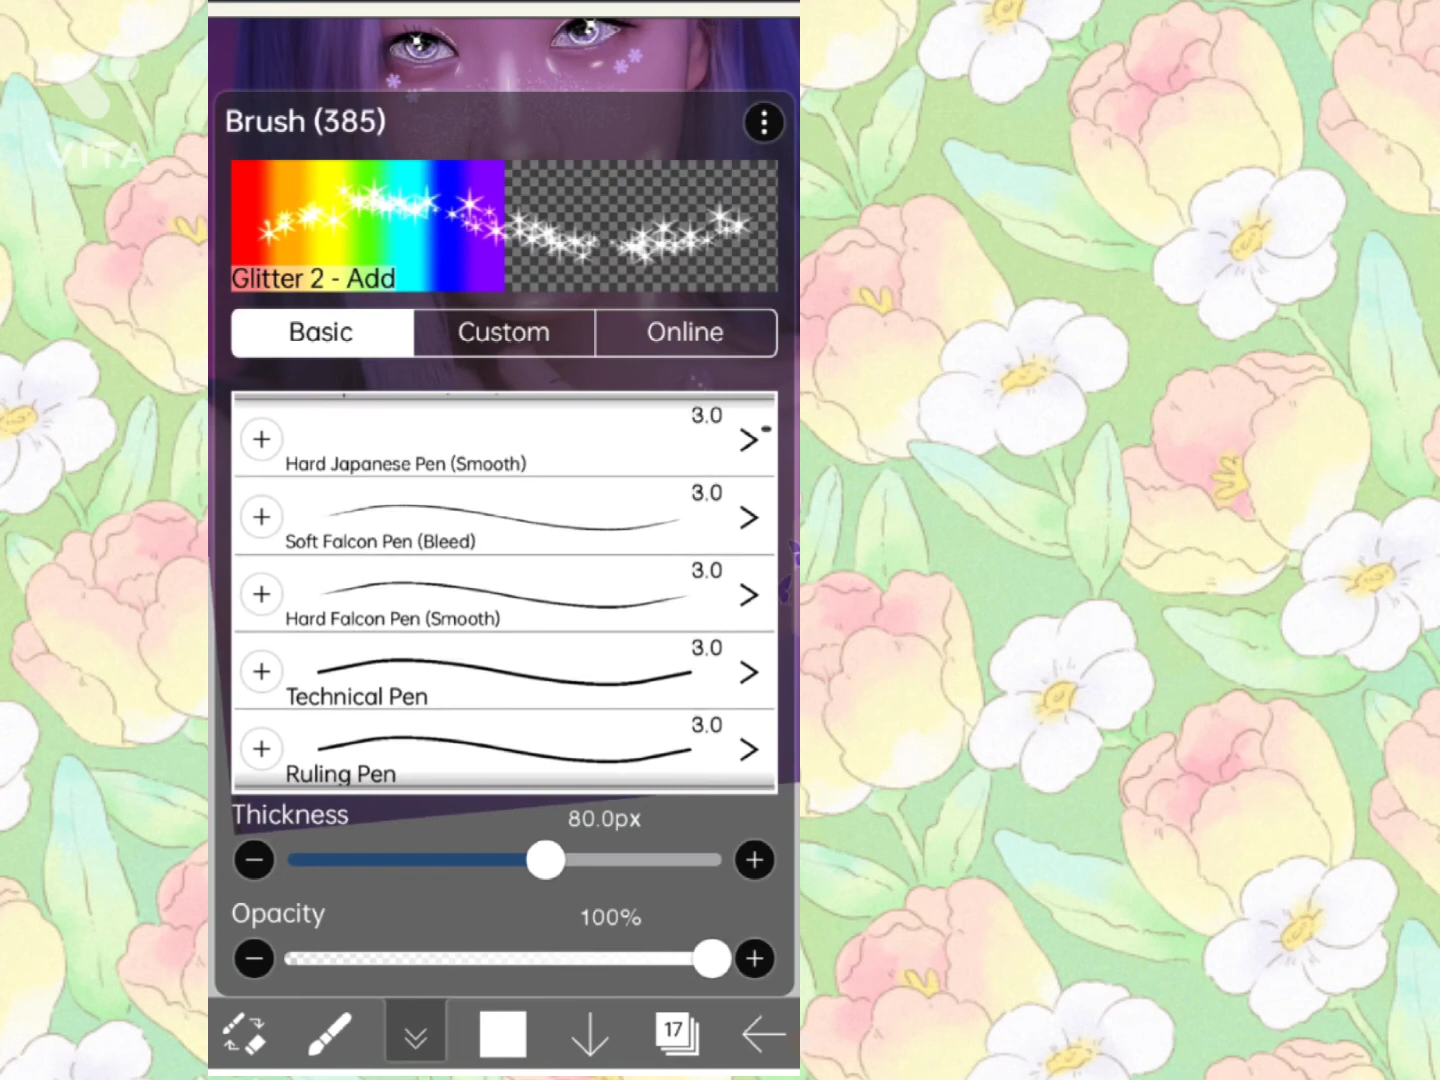 VITA
Brush (385)
Glitter 2 - Add
Basic
Custom
Online
3.0
Hard Japanese Pen (Smooth)
3.0
Soft Falcon Pen (Bleed)
3.0
Hard Falcon Pen (Smooth)
3.0
Technical Pen
3.0
Ruling Pen
Thickness
80.0px
Opacity
100%
17